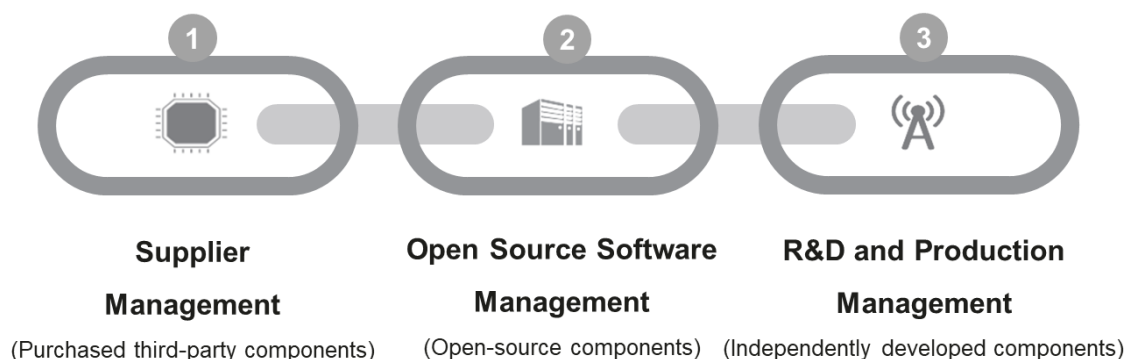 1
2
3
Supplier
Management
(Purchased third-party components)
Open Source Software
Management
(Open-source components)
R&D and Production
Management
(Independently developed components)